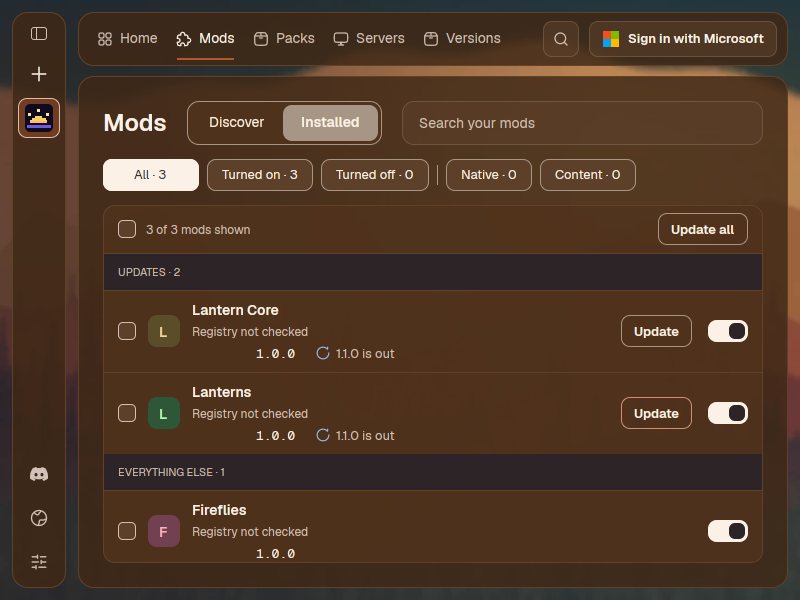 Home
Mods
Packs
Servers
Versions
Sign in with Microsoft
Mods
Discover
Installed
Search your mods
All · 3
Turned on · 3
Turned off · 0
Native · 0
Content · 0
3 of 3 mods shown
Update all
UPDATES · 2
L
Lantern Core
Registry not checked
1.0.0
1.1.0 is out
Update
L
Lanterns
Registry not checked
1.0.0
1.1.0 is out
Update
EVERYTHING ELSE · 1
F
Fireflies
Registry not checked
1.0.0